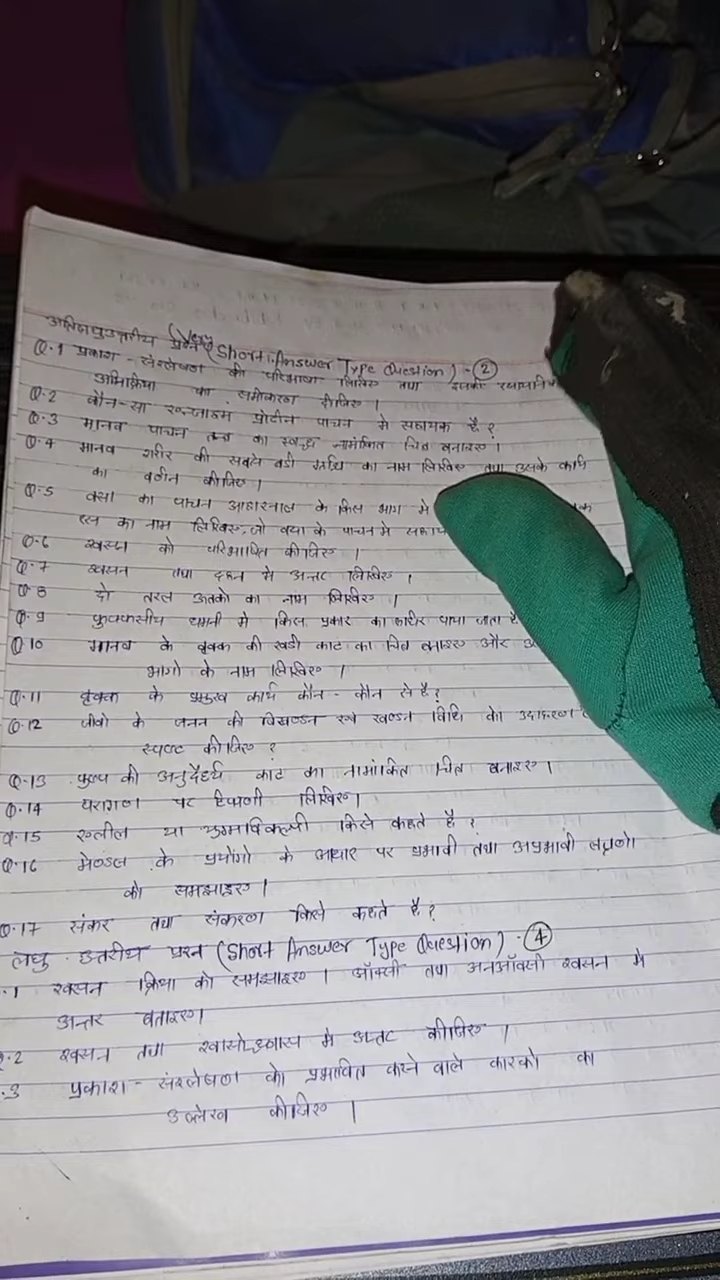 अतिलघुउत्तरीय प्रश्न (Very Short Answer Type Question) - ②
Q.1 प्रकाश - संश्लेषण की परिभाषा लिखिए तथा इसकी
अभिक्रिया का समीकरण दीजिए।
Q.2 कौन-सा एन्जाइम प्रोटीन पाचन मे सहायक है?
Q.3 मानव पाचन तन्त्र का स्वच्छ नामांकित चित्र बनाइए।
Q.4 मानव शरीर की सबसे बडी ग्रन्थि का नाम लिखिए तथा उसके कार्य
का वर्णन कीजिए।
Q.5 वसा का पाचन आहारनाल के किस भाग मे
रस का नाम लिखिए, जो वसा के पाचन मे
Q.6 श्वसन को परिभाषित कीजिए।
Q.7 श्वसन तथा दहन मे अन्तर लिखिए।
Q.8 दो तरल ऊतको का नाम लिखिए।
Q.9 फुफ्फसीय धमनी मे किस प्रकार का रूधिर पाया जाता है
Q.10 मानव के वृक्क की खडी काट का चित्र बनाइए और
भागो के नाम लिखिए।
Q.11 वृक्क के प्रमुख कार्य कौन - कौन से है?
Q.12 जीवो के जनन की विखण्डन एवं खण्डन विधि को उदाहरण
स्पष्ट कीजिए?
Q.13 पुष्प की अनुदैर्ध्य काट का नामांकित चित्र बनाइए।
Q.14 परागण पर टिप्पणी लिखिए।
Q.15 एलील या युग्मविकल्पी किसे कहते है?
Q.16 मेण्डल के प्रयोगो के आधार पर प्रभावी तथा अप्रभावी लक्षणो
को समझाइए।
Q.17 संकर तथा संकरण किसे कहते है?
लघु उत्तरीय प्रश्न (Short Answer Type Question) - ④
.1 श्वसन क्रिया को समझाइए। ऑक्सी तथा अनऑक्सी श्वसन मे
अन्तर बताइए।
Q.2 श्वसन तथा श्वासोच्छ्वास मे अन्तर कीजिए।
.3 प्रकाश - संश्लेषण को प्रभावित करने वाले कारको का
उल्लेख कीजिए।